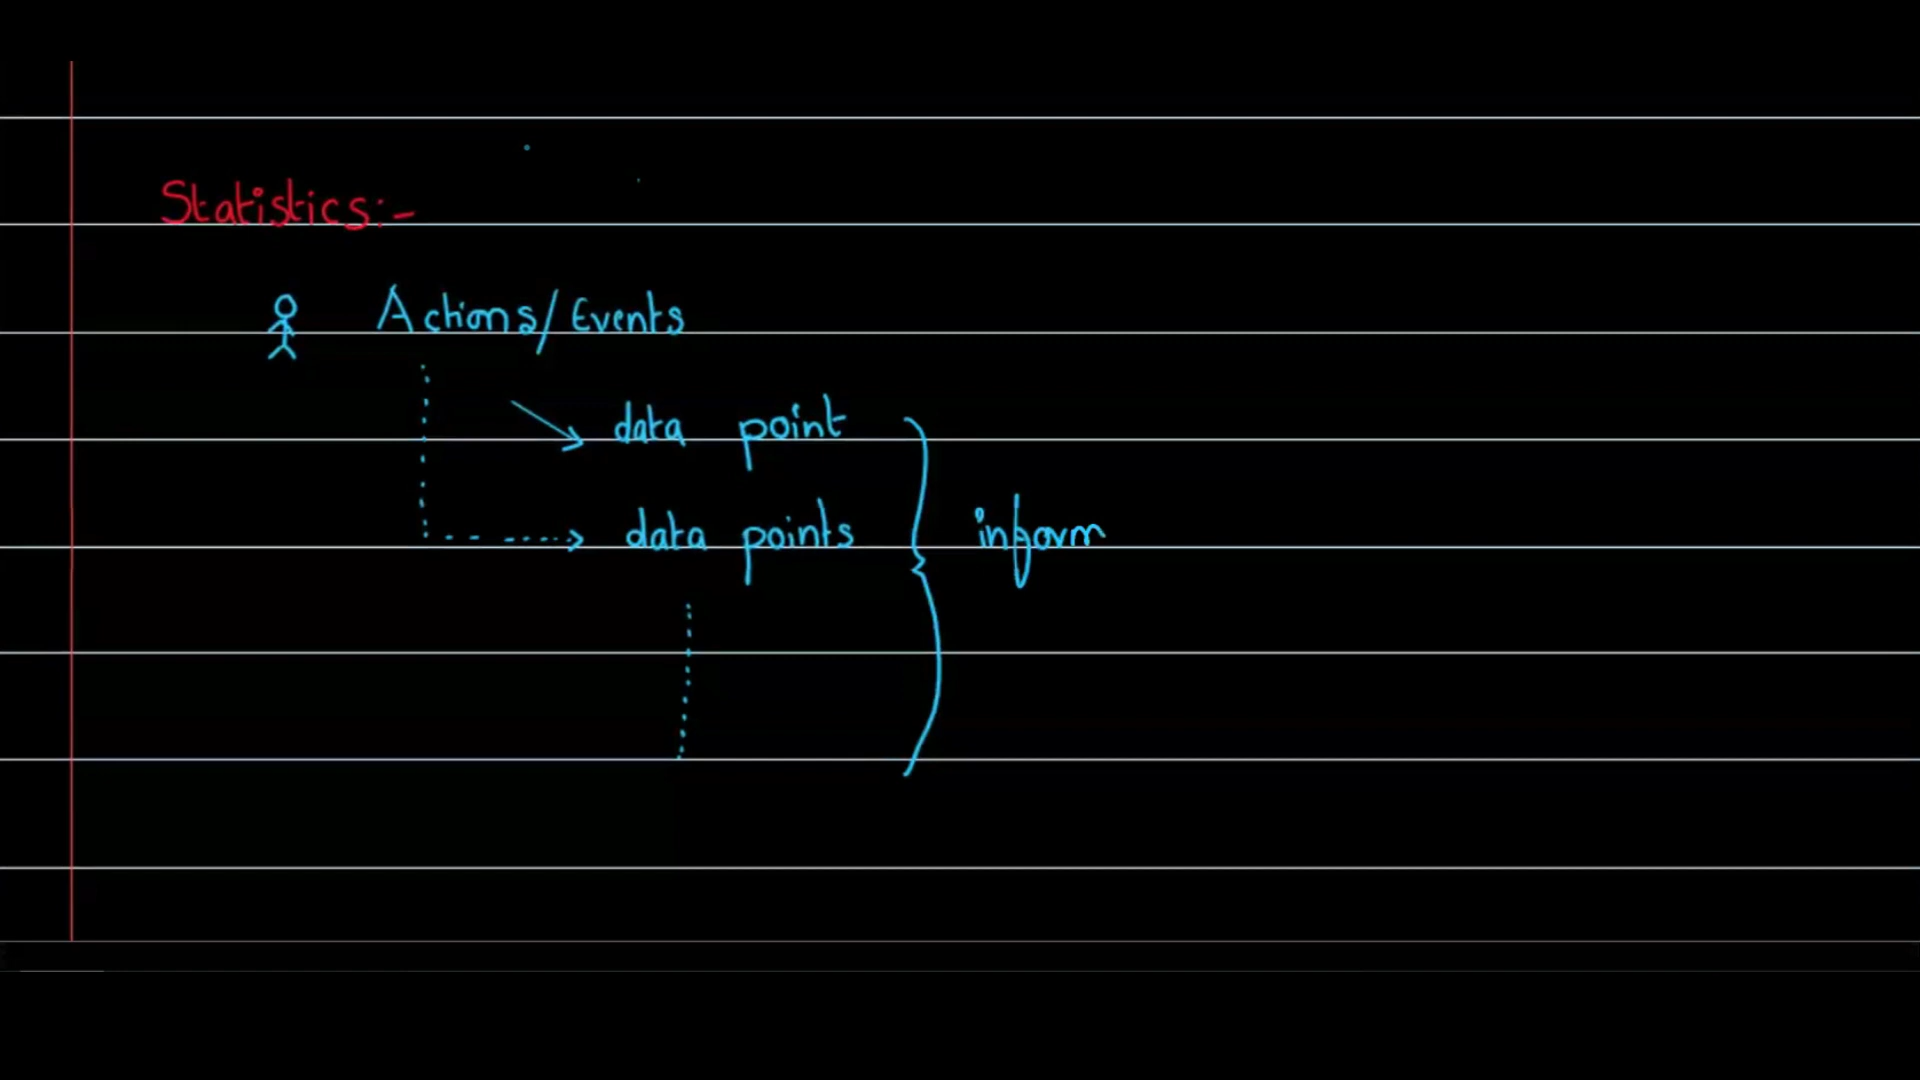 Statistics:-
Actions/Events
data point
data points
inform